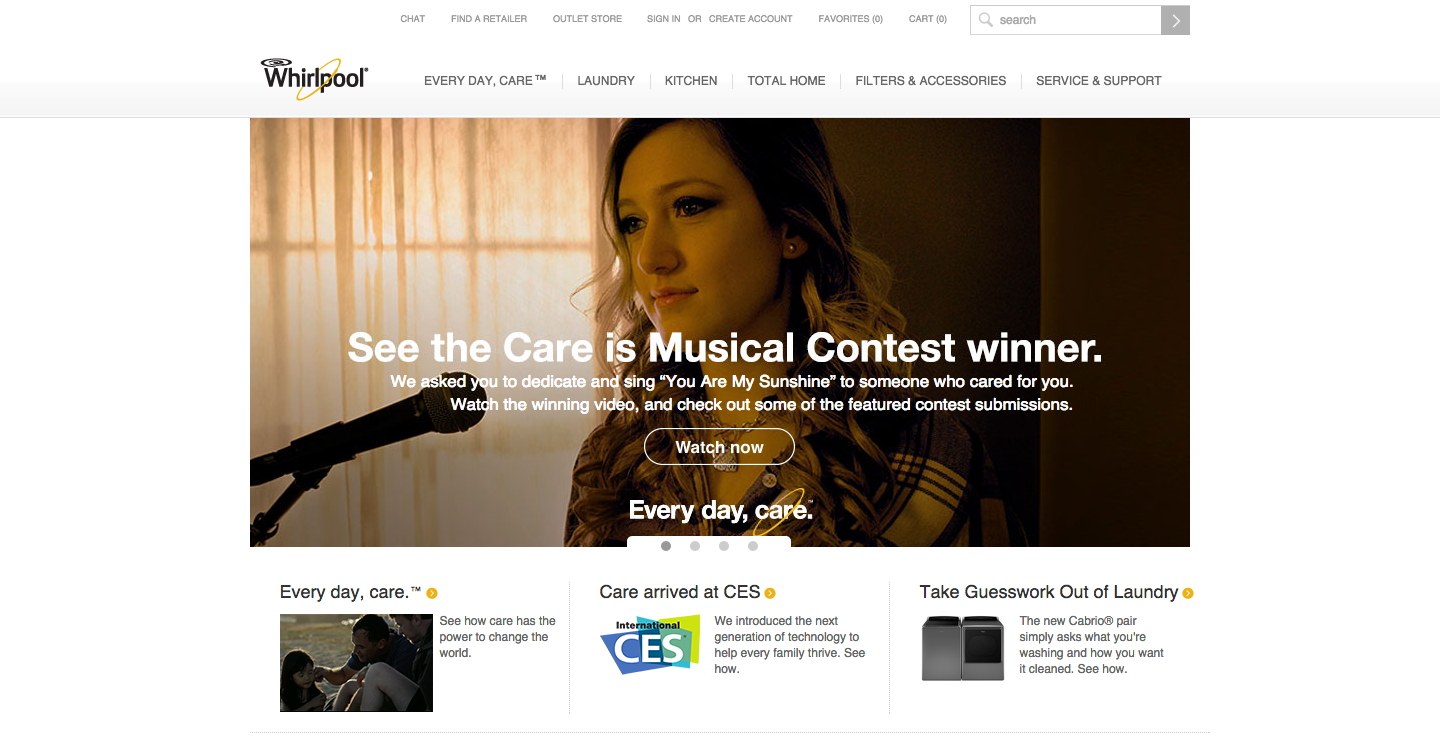 CHAT FIND A RETAILER OUTLET STORE SIGN IN OR CREATE ACCOUNT FAVORITES (0) CART (0) search
Whirlpool®
EVERY DAY, CARE™ LAUNDRY KITCHEN TOTAL HOME FILTERS & ACCESSORIES SERVICE & SUPPORT
See the Care is Musical Contest winner.
We asked you to dedicate and sing “You Are My Sunshine” to someone who cared for you.
Watch the winning video, and check out some of the featured contest submissions.
Watch now
Every day, care.™
Every day, care.™
See how care has the
power to change the
world.
Care arrived at CES
International
CES
We introduced the next
generation of technology to
help every family thrive. See
how.
Take Guesswork Out of Laundry
The new Cabrio® pair
simply asks what you're
washing and how you want
it cleaned. See how.